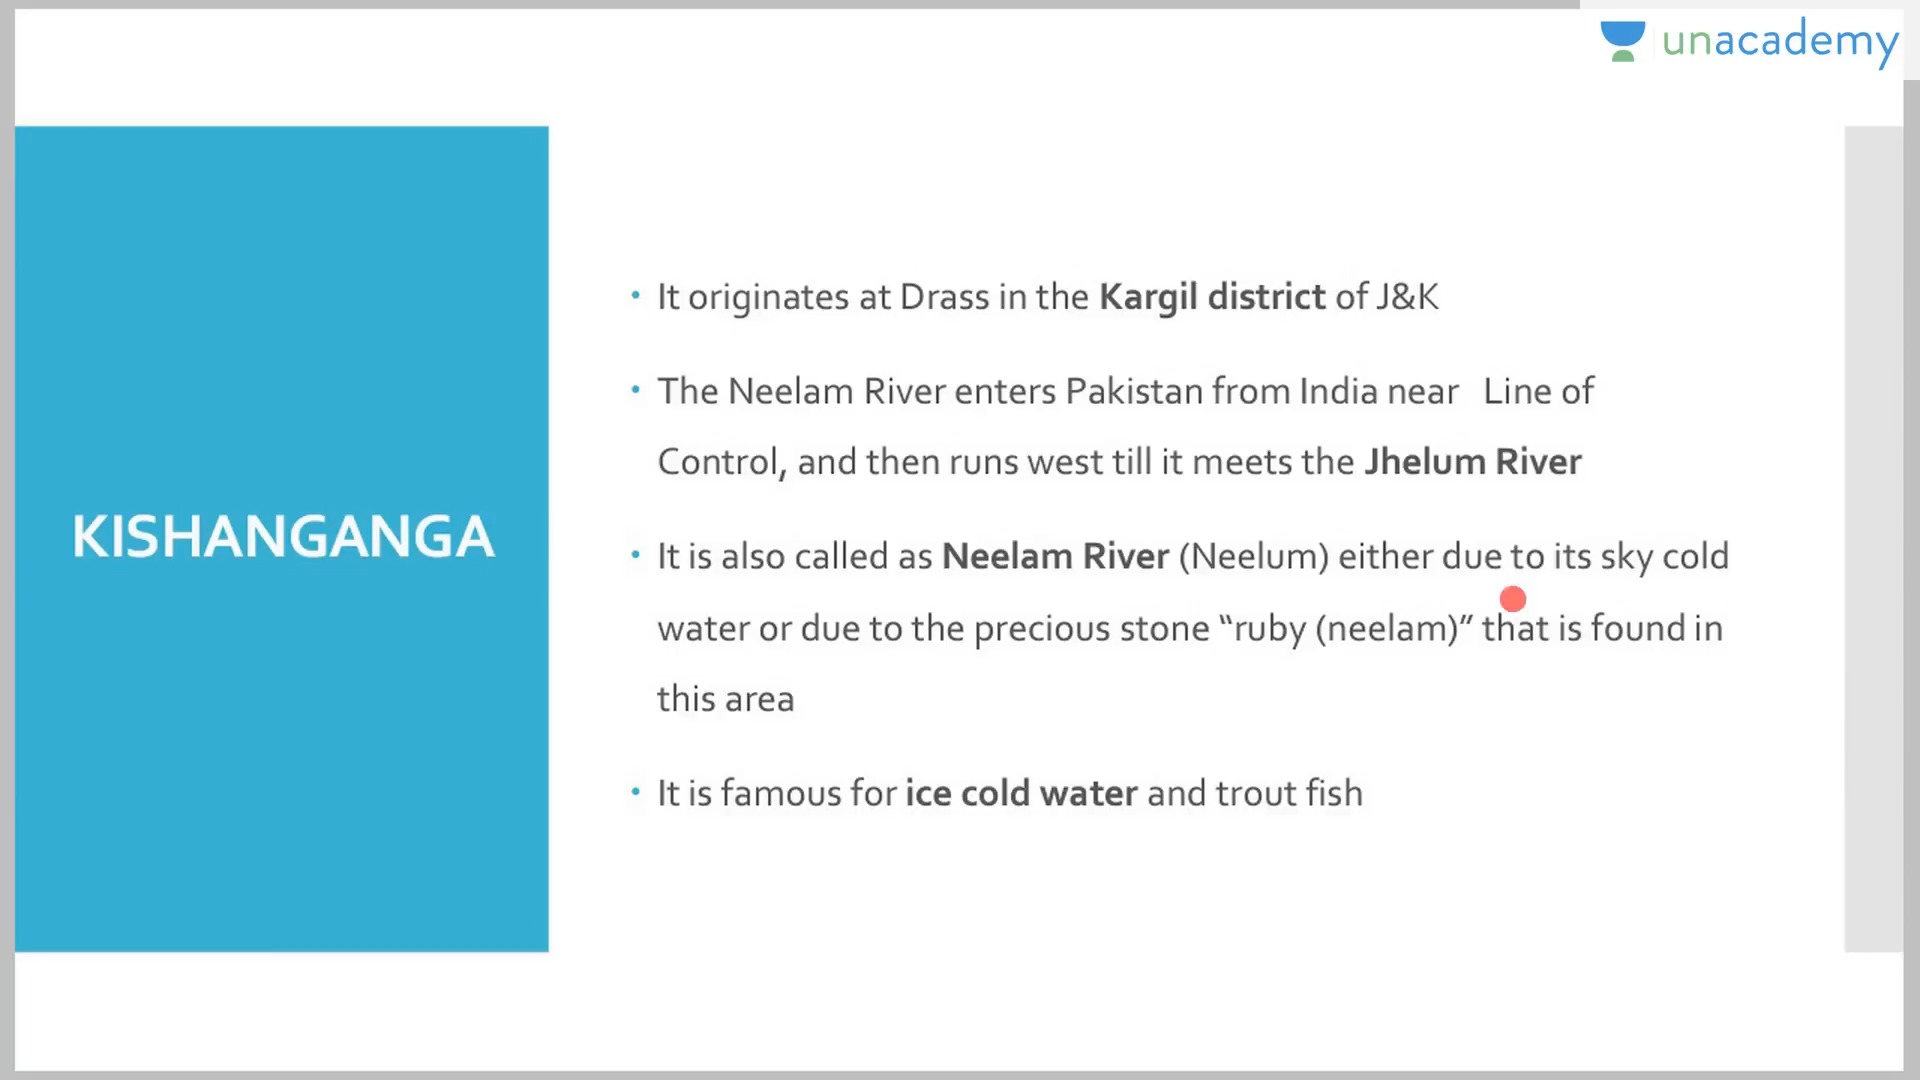 unacademy
KISHANGANGA
• It originates at Drass in the Kargil district of J&K
• The Neelam River enters Pakistan from India near Line of
Control, and then runs west till it meets the Jhelum River
• It is also called as Neelam River (Neelum) either due to its sky cold
water or due to the precious stone “ruby (neelam)” that is found in
this area
• It is famous for ice cold water and trout fish